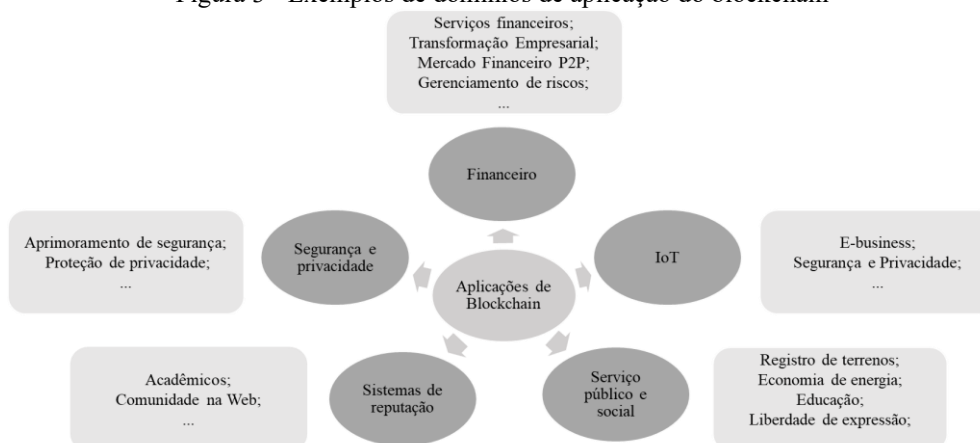 Serviços financeiros;
Transformação Empresarial;
Mercado Financeiro P2P;
Gerenciamento de riscos;
...
Financeiro
Aprimoramento de segurança;
Proteção de privacidade;
...
Segurança e
privacidade
IoT
E-business;
Segurança e Privacidade;
...
Aplicações de
Blockchain
Acadêmicos;
Comunidade na Web;
...
Sistemas de
reputação
Serviço
público e
social
Registro de terrenos;
Economia de energia;
Educação;
Liberdade de expressão;